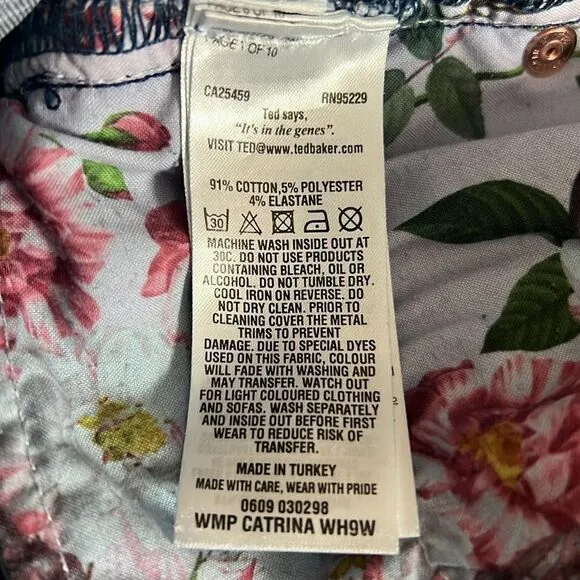 PAGE 1 OF 10
CA25459 RN95229
Ted says,
"It's in the genes".
VISIT TED@www.tedbaker.com
91% COTTON,5% POLYESTER
4% ELASTANE
30
MACHINE WASH INSIDE OUT AT
30C. DO NOT USE PRODUCTS
CONTAINING BLEACH, OIL OR
ALCOHOL. DO NOT TUMBLE DRY.
COOL IRON ON REVERSE. DO
NOT DRY CLEAN. PRIOR TO
CLEANING COVER THE METAL
TRIMS TO PREVENT
DAMAGE. DUE TO SPECIAL DYES
USED ON THIS FABRIC, COLOUR
WILL FADE WITH WASHING AND
MAY TRANSFER. WATCH OUT
FOR LIGHT COLOURED CLOTHING
AND SOFAS. WASH SEPARATELY
AND INSIDE OUT BEFORE FIRST
WEAR TO REDUCE RISK OF
TRANSFER.
MADE IN TURKEY
MADE WITH CARE, WEAR WITH PRIDE
0609 030298
WMP CATRINA WH9W